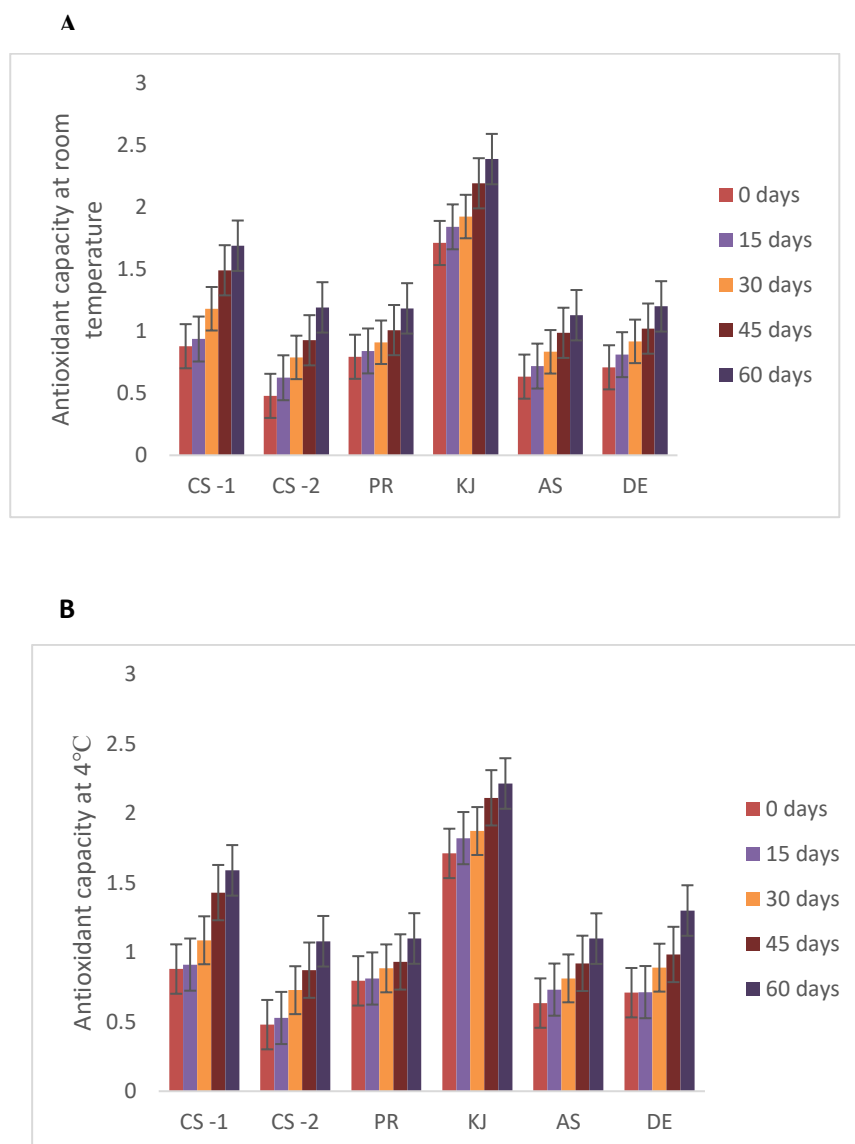 A
3
2.5
2
1.5
1
0.5
0
Antioxidant capacity at room
temperature
CS -1 CS -2 PR KJ AS DE
0 days
15 days
30 days
45 days
60 days
B
3
2.5
2
1.5
1
0.5
0
Antioxidant capacity at 4℃
CS -1 CS -2 PR KJ AS DE
0 days
15 days
30 days
45 days
60 days